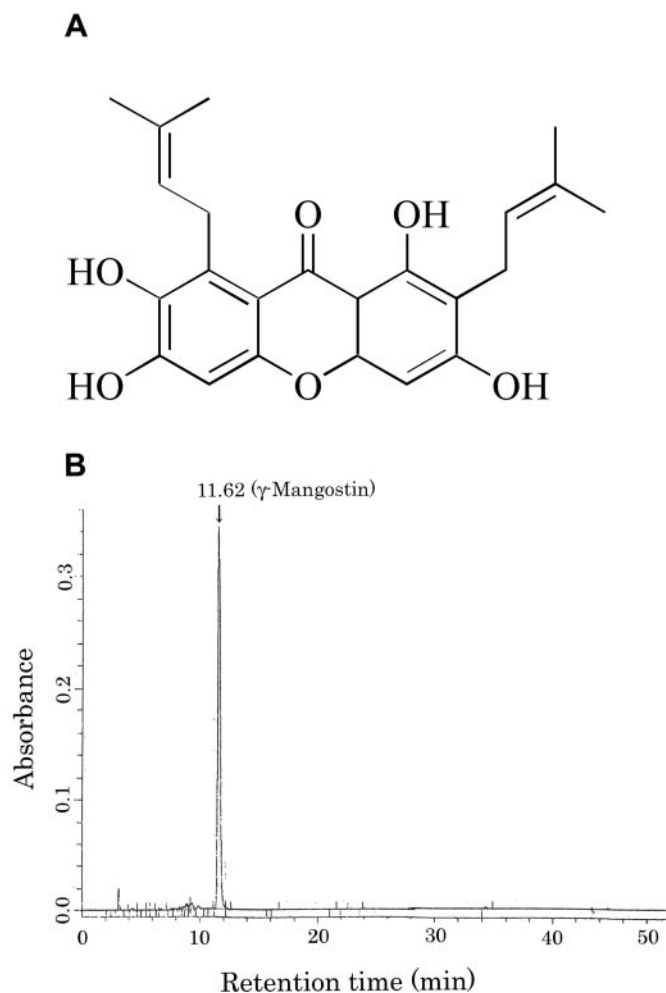 A
O
OH
HO
HO
O
OH
B
11.62 (γ-Mangostin)
0.3
0.2
0.1
0.0
Absorbance
0
10
20
30
40
50
Retention time (min)